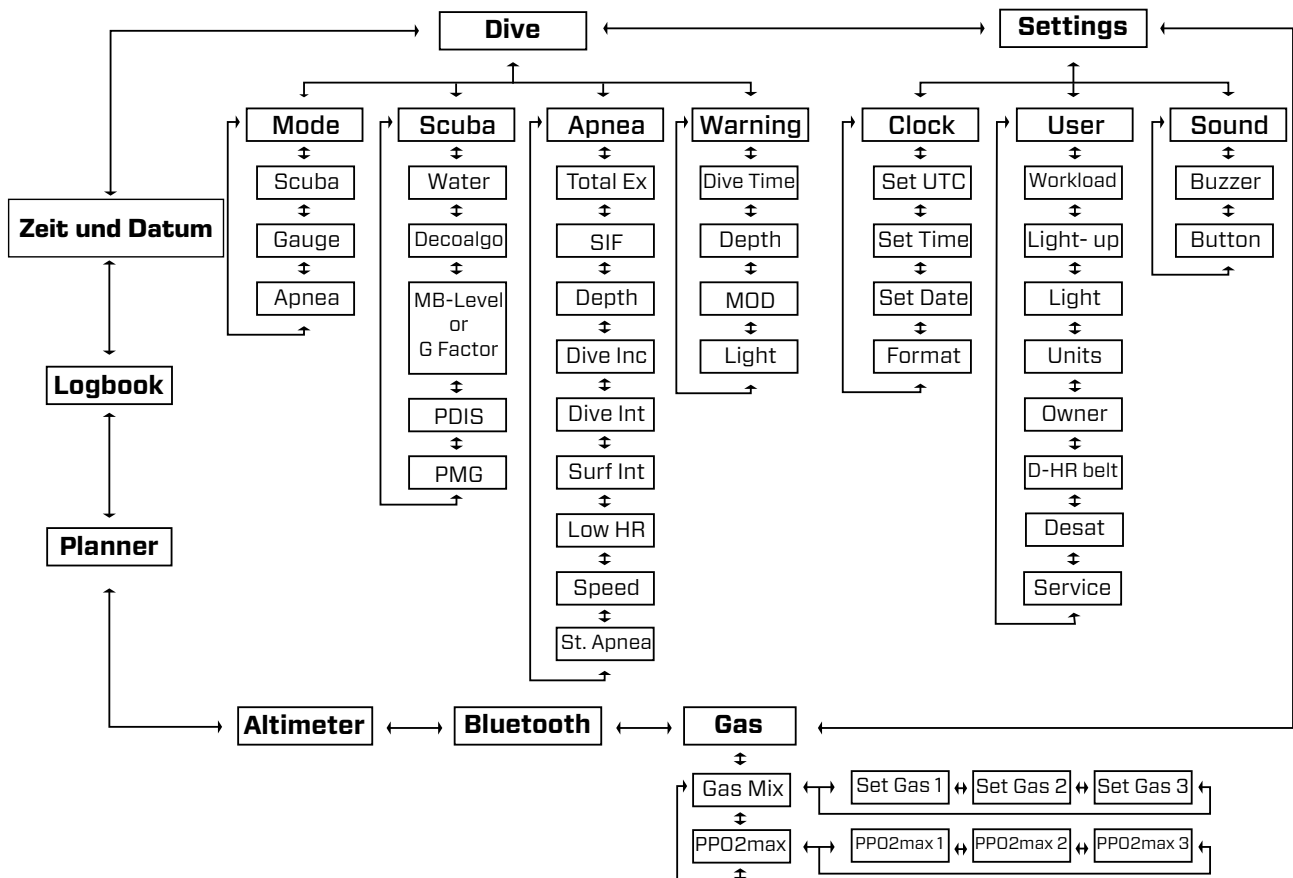 Dive
Settings
Mode
Scuba
Gauge
Apnea
Scuba
Water
Decoalgo
MB-Level
or
G Factor
PDIS
PMG
Apnea
Total Ex
SIF
Depth
Dive Inc
Dive Int
Surf Int
Low HR
Speed
St. Apnea
Warning
Dive Time
Depth
MOD
Light
Clock
Set UTC
Set Time
Set Date
Format
User
Workload
Light- up
Light
Units
Owner
D-HR belt
Desat
Service
Sound
Buzzer
Button
Zeit und Datum
Logbook
Planner
Altimeter
Bluetooth
Gas
Gas Mix
Set Gas 1
Set Gas 2
Set Gas 3
PPO2max
PPO2max 1
PPO2max 2
PPO2max 3